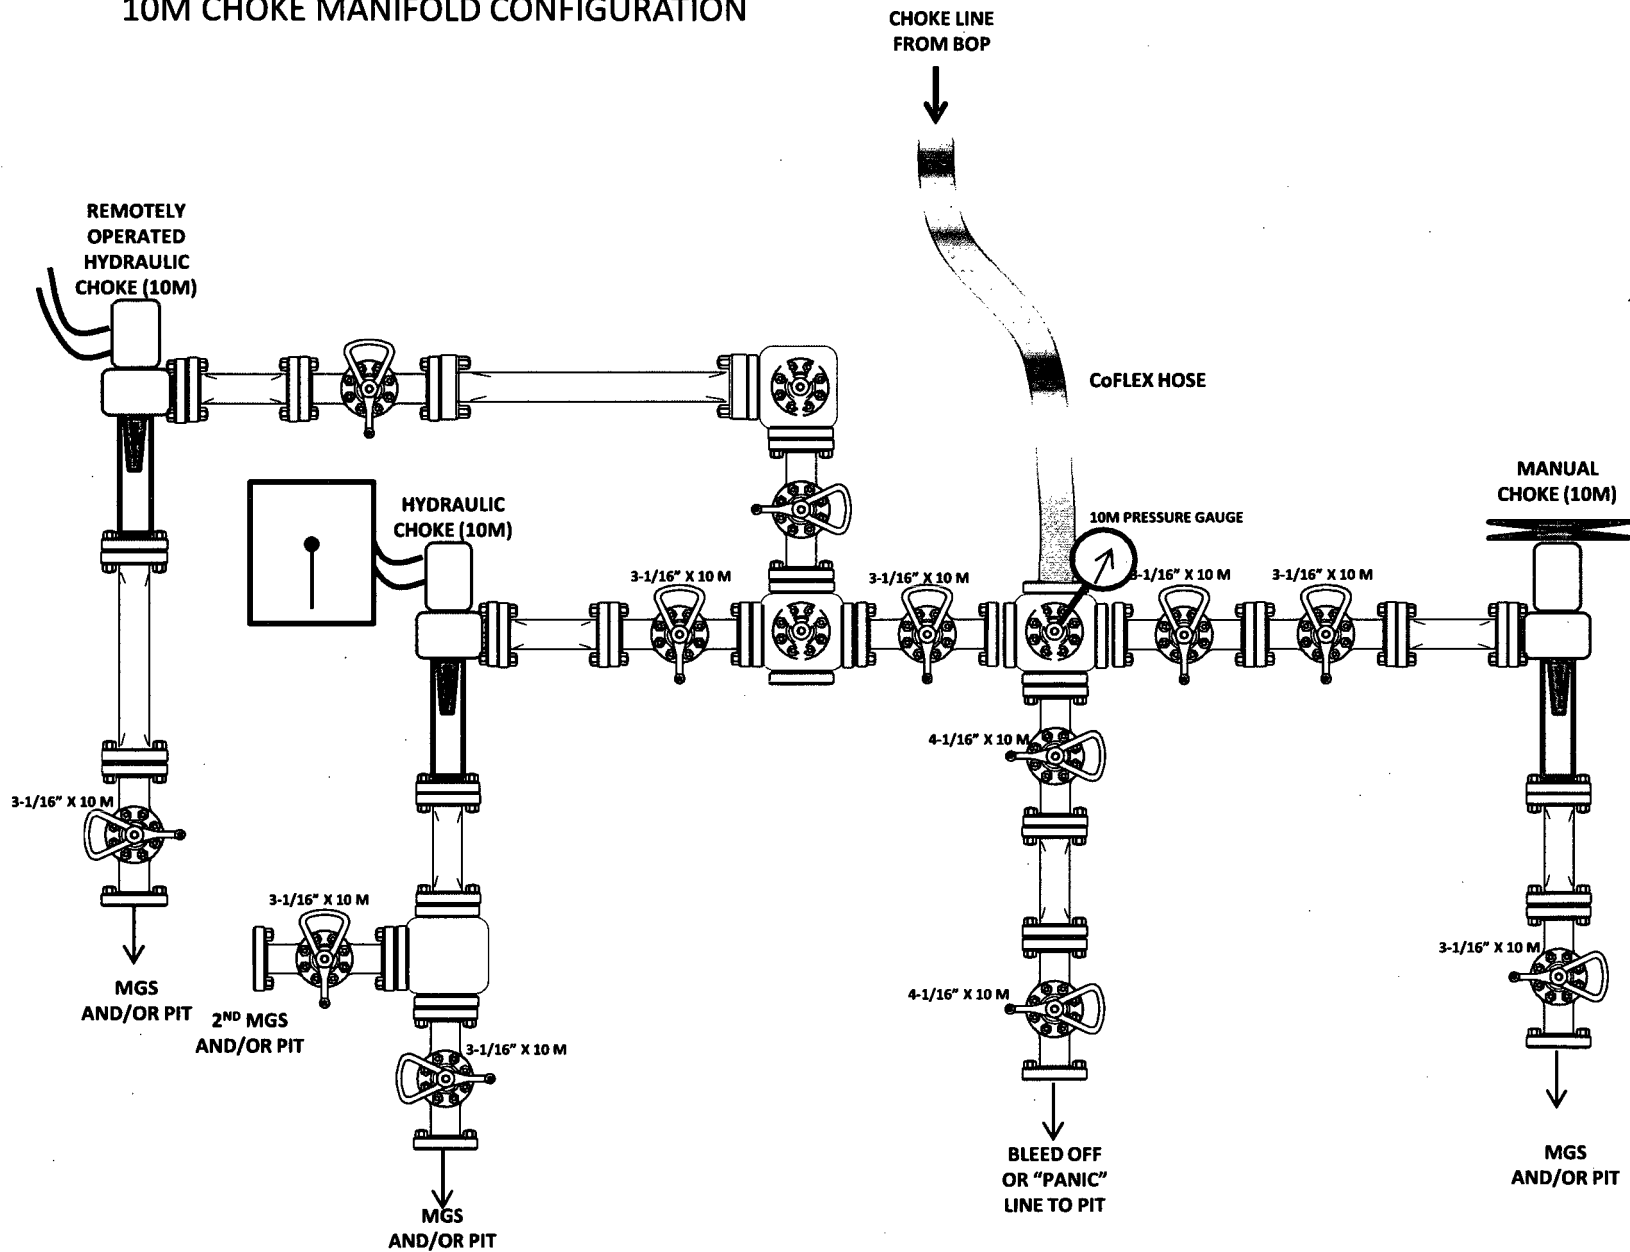 10M CHOKE MANIFOLD CONFIGURATION
CHOKE LINE
FROM BOP
REMOTELY
OPERATED
HYDRAULIC
CHOKE (10M)
CoFLEX HOSE
MANUAL
CHOKE (10M)
HYDRAULIC
CHOKE (10M)
10M PRESSURE GAUGE
3-1/16” X 10 M
3-1/16” X 10 M
3-1/16” X 10 M
3-1/16” X 10 M
4-1/16” X 10 M
3-1/16” X 10 M
3-1/16” X 10 M
3-1/16” X 10 M
4-1/16” X 10 M
MGS
AND/OR PIT
2ND MGS
AND/OR PIT
3-1/16” X 10 M
BLEED OFF
OR “PANIC”
LINE TO PIT
MGS
AND/OR PIT
MGS
AND/OR PIT